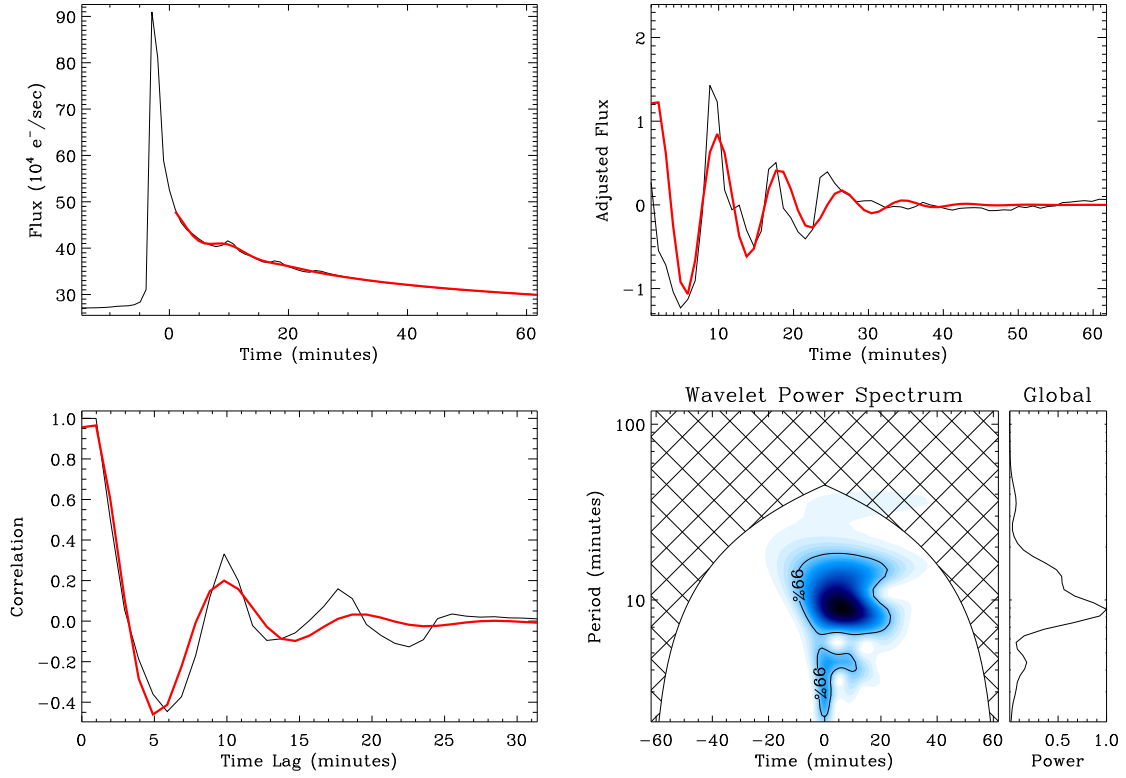 90
80
70
60
50
40
30
Flux (10⁴ e⁻/sec)
0 20 40 60
Time (minutes)
2
1
0
−1
Adjusted Flux
10 20 30 40 50 60
Time (minutes)
1.0
0.8
0.6
0.4
0.2
0.0
−0.2
−0.4
Correlation
0 5 10 15 20 25 30
Time Lag (minutes)
Wavelet Power Spectrum
100
10
Period (minutes)
99%
99%
−60 −40 −20 0 20 40 60
Time (minutes)
Global
0.5 1.0
Power